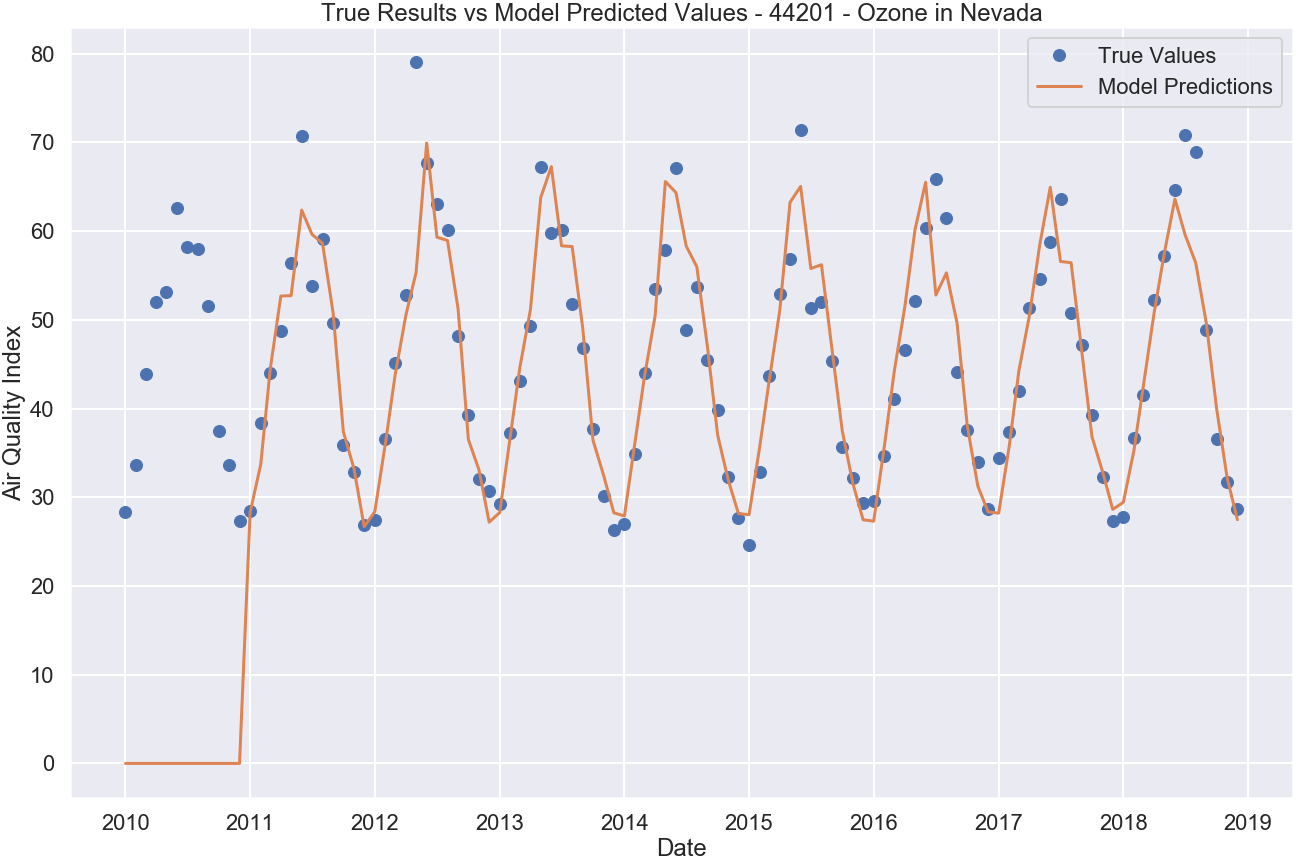 True Results vs Model Predicted Values - 44201 - Ozone in Nevada
True Values
Model Predictions
Air Quality Index
80
70
60
50
40
30
20
10
0
2010 2011 2012 2013 2014 2015 2016 2017 2018 2019
Date